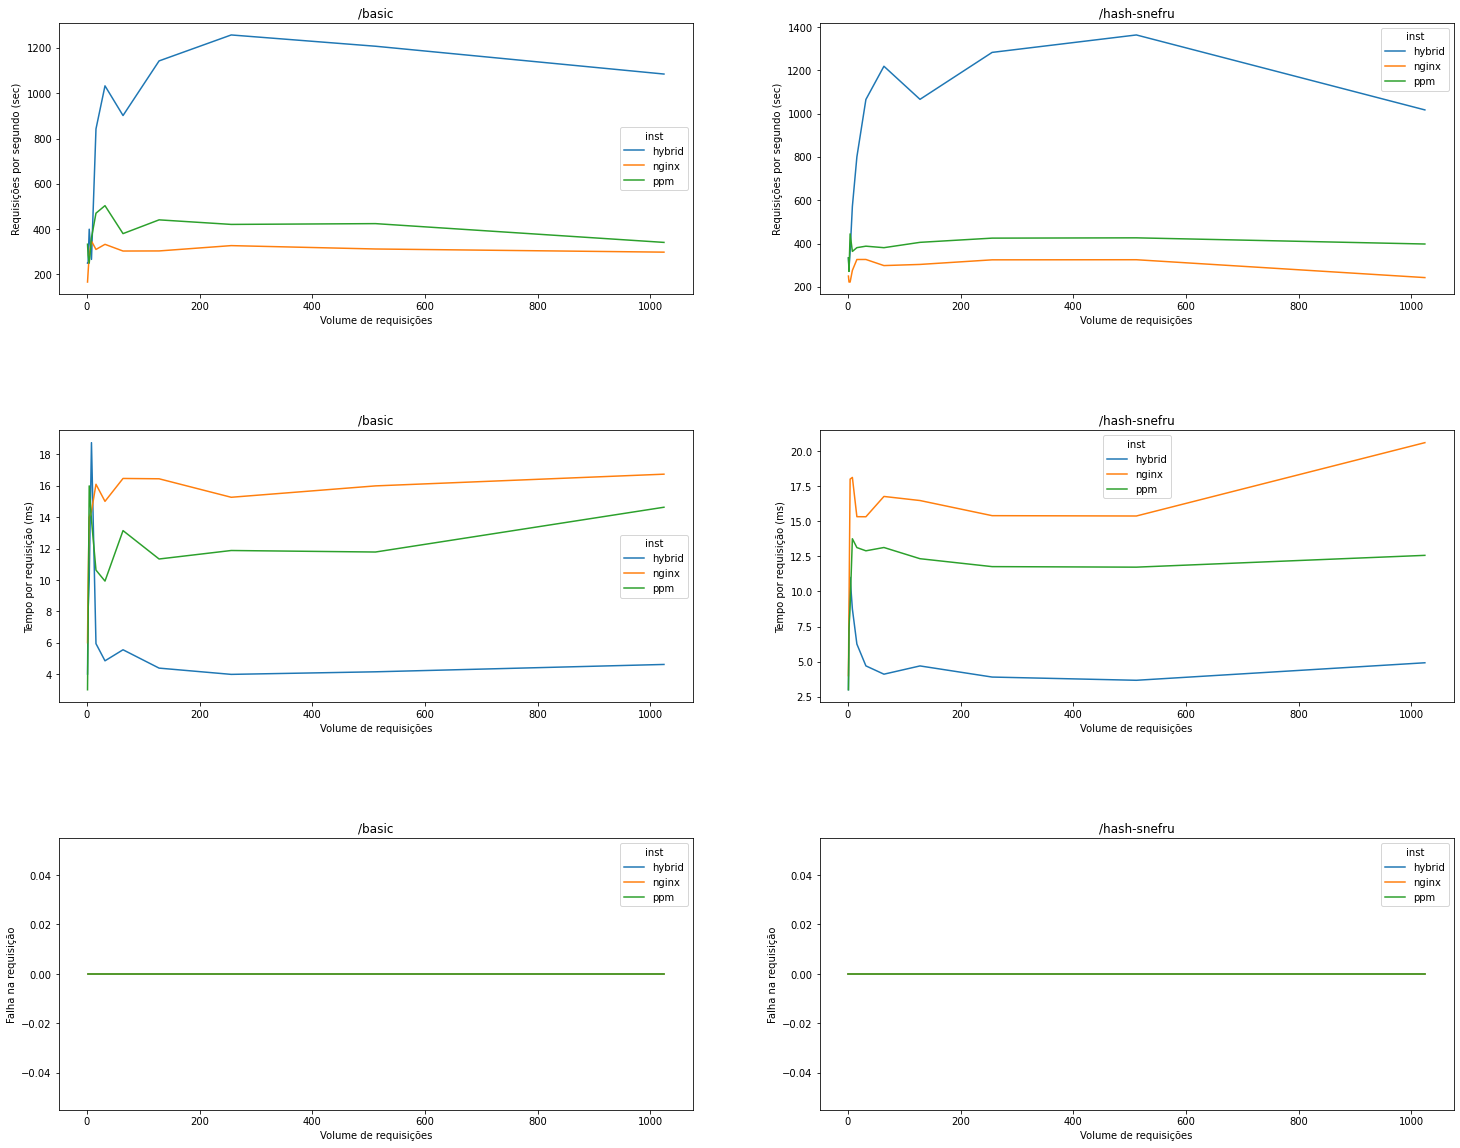 /basic
Requisições por segundo (sec)
1200
1000
800
600
400
200
inst
hybrid
nginx
ppm
0 200 400 600 800 1000
Volume de requisições
/hash-snefru
Requisições por segundo (sec)
1400
1200
1000
800
600
400
200
inst
hybrid
nginx
ppm
0 200 400 600 800 1000
Volume de requisições
/basic
Tempo por requisição (ms)
18
16
14
12
10
8
6
4
inst
hybrid
nginx
ppm
0 200 400 600 800 1000
Volume de requisições
/hash-snefru
Tempo por requisição (ms)
20.0
17.5
15.0
12.5
10.0
7.5
5.0
2.5
inst
hybrid
nginx
ppm
0 200 400 600 800 1000
Volume de requisições
/basic
Falha na requisição
0.04
0.02
0.00
−0.02
−0.04
inst
hybrid
nginx
ppm
0 200 400 600 800 1000
Volume de requisições
/hash-snefru
Falha na requisição
0.04
0.02
0.00
−0.02
−0.04
inst
hybrid
nginx
ppm
0 200 400 600 800 1000
Volume de requisições